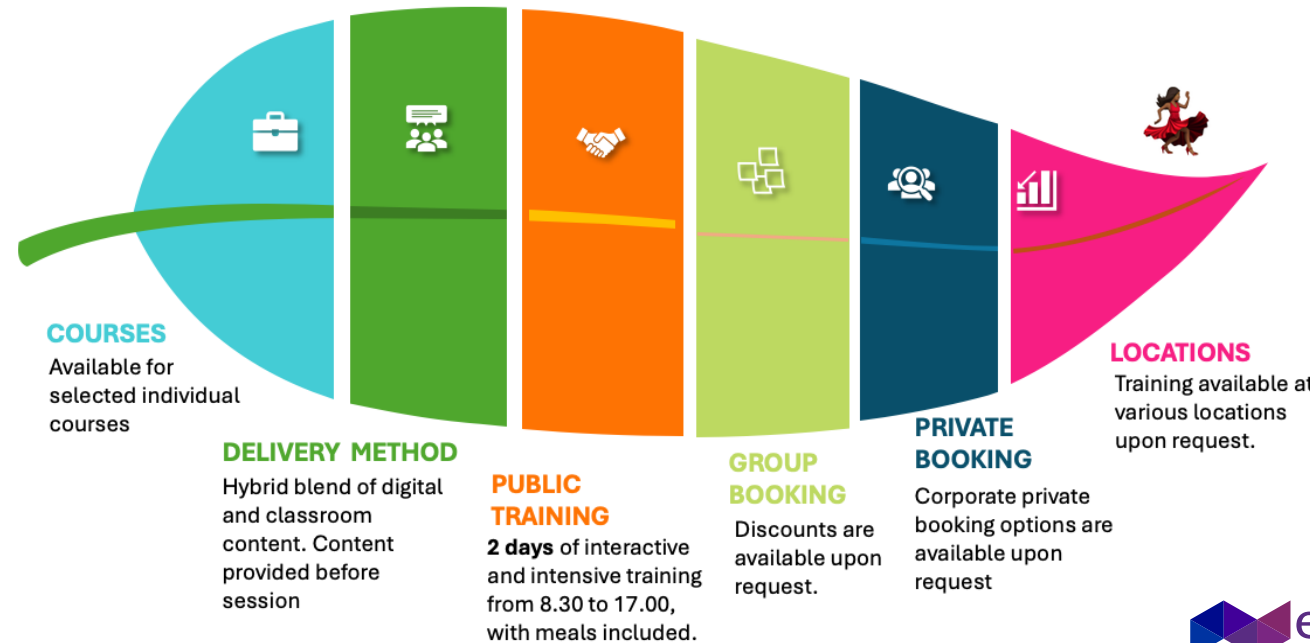 COURSES
Available for
selected individual
courses
DELIVERY METHOD
Hybrid blend of digital
and classroom
content. Content
provided before
session
PUBLIC
TRAINING
2 days of interactive
and intensive training
from 8.30 to 17.00,
with meals included.
GROUP
BOOKING
Discounts are
available upon
request.
PRIVATE
BOOKING
Corporate private
booking options are
available upon
request
LOCATIONS
Training available at
various locations
upon request.